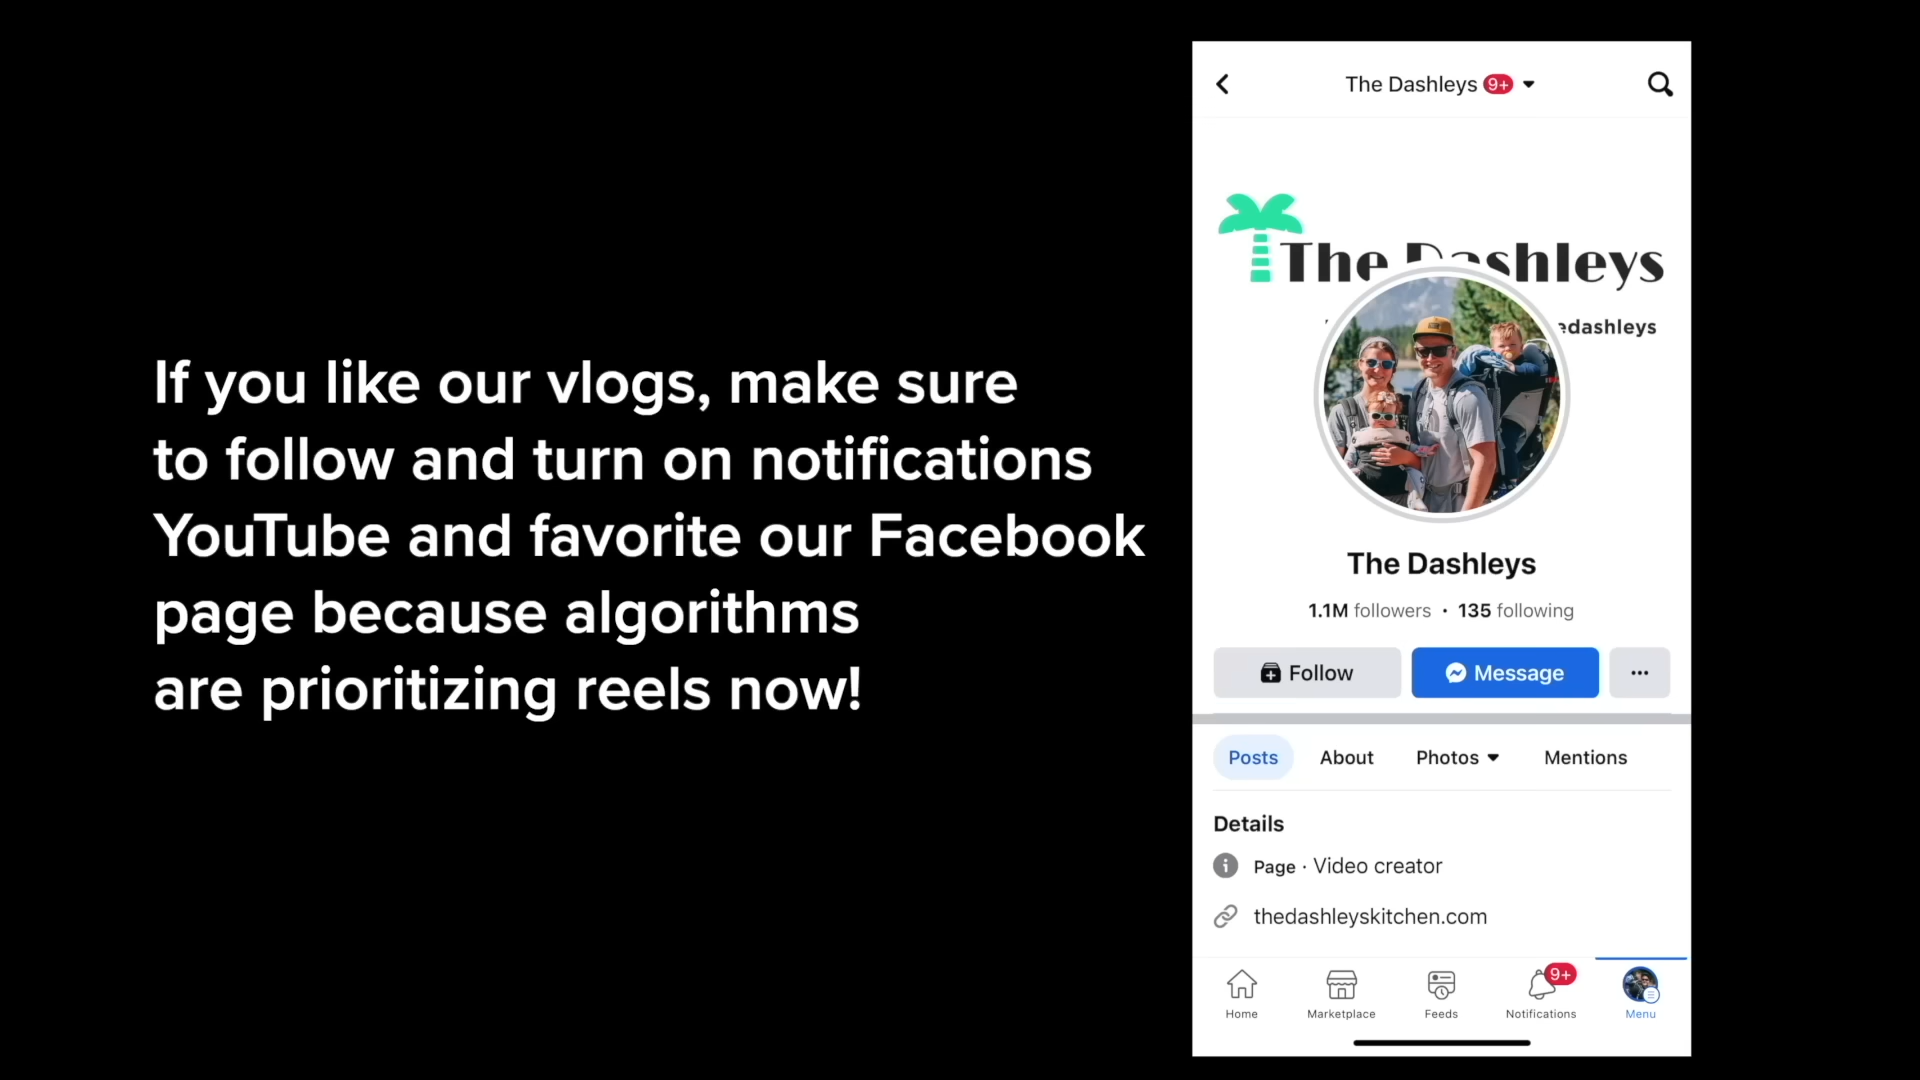 If you like our vlogs, make sure
to follow and turn on notifications
YouTube and favorite our Facebook
page because algorithms
are prioritizing reels now!
The Dashleys 9+
The Dashleys
edashleys
The Dashleys
1.1M followers · 135 following
Follow Message
Posts About Photos Mentions
Details
Page · Video creator
thedashleyskitchen.com
9+
Home Marketplace Feeds Notifications Menu